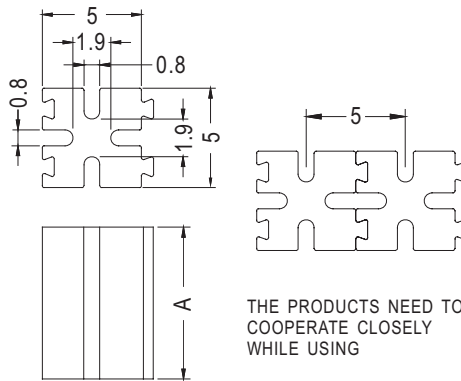 5
1.9
0.8
0.8
1.9
5
5
A
THE PRODUCTS NEED TO
COOPERATE CLOSELY
WHILE USING